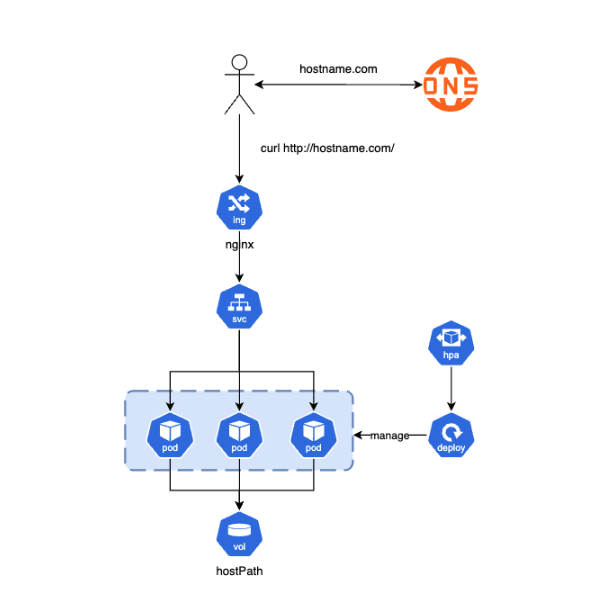 hostname.com
DNS
curl http://hostname.com/
ing
nginx
svc
hpa
pod
pod
pod
manage
deploy
vol
hostPath